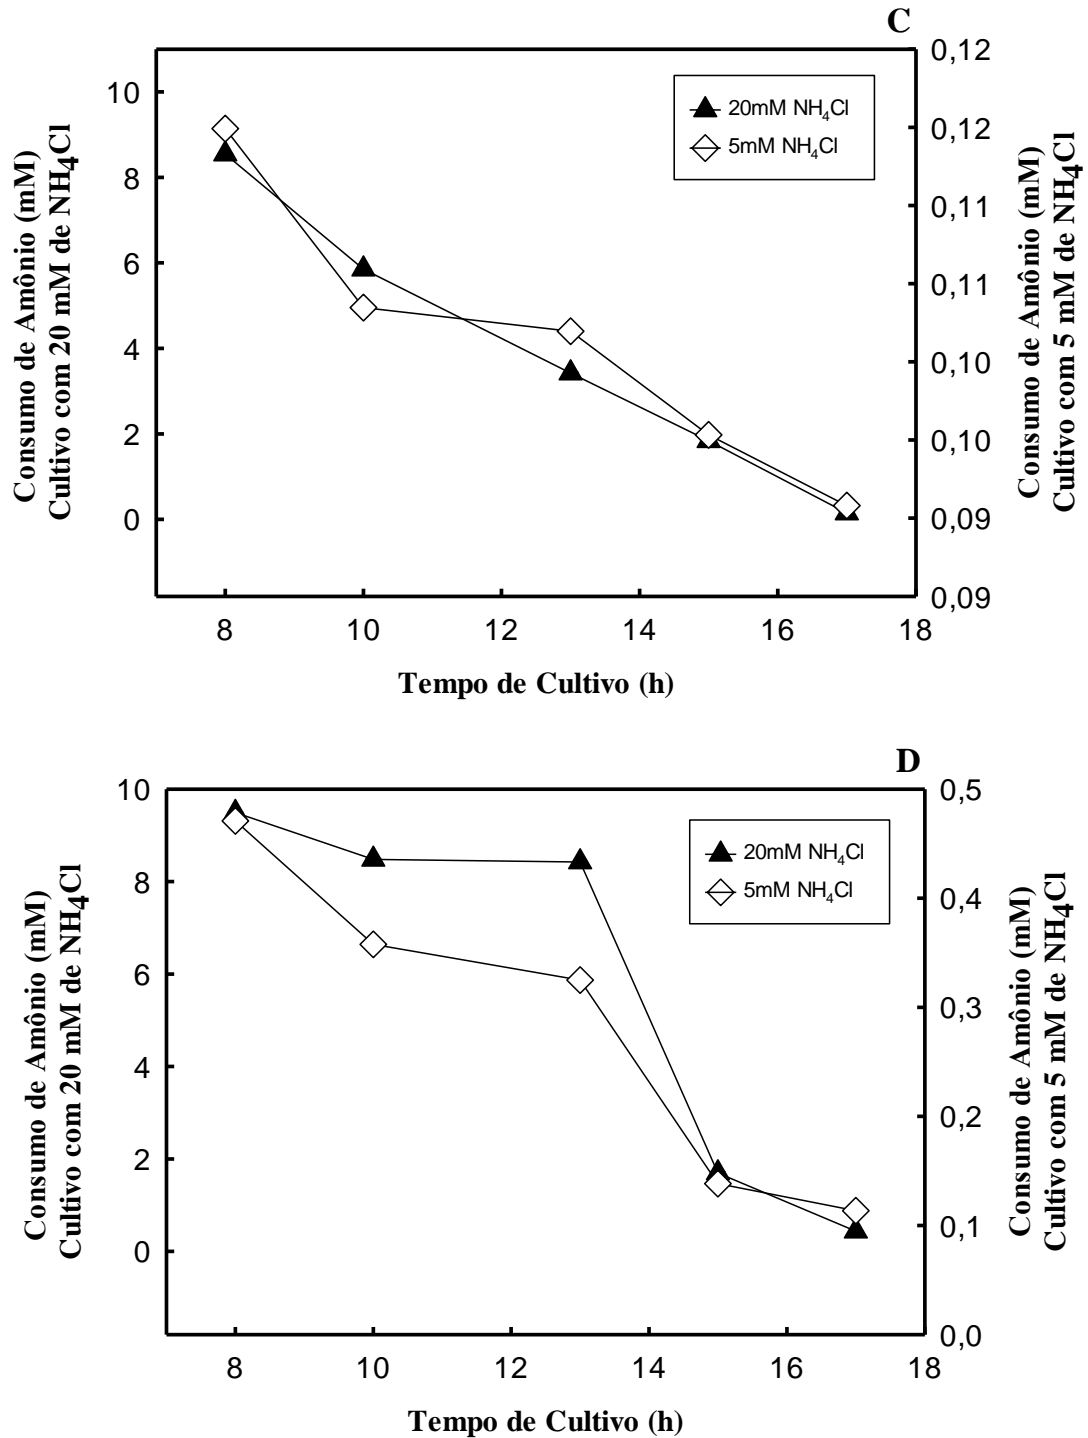 C
Consumo de Amônio (mM)
Cultivo com 20 mM de NH4Cl
10
8
6
4
2
0
20mM NH4Cl
5mM NH4Cl
0,12
0,12
0,11
0,11
0,10
0,10
0,09
0,09
Consumo de Amônio (mM)
Cultivo com 5 mM de NH4Cl
8 10 12 14 16 18
Tempo de Cultivo (h)
D
Consumo de Amônio (mM)
Cultivo com 20 mM de NH4Cl
10
8
6
4
2
0
20mM NH4Cl
5mM NH4Cl
0,5
0,4
0,3
0,2
0,1
0,0
Consumo de Amônio (mM)
Cultivo com 5 mM de NH4Cl
8 10 12 14 16 18
Tempo de Cultivo (h)